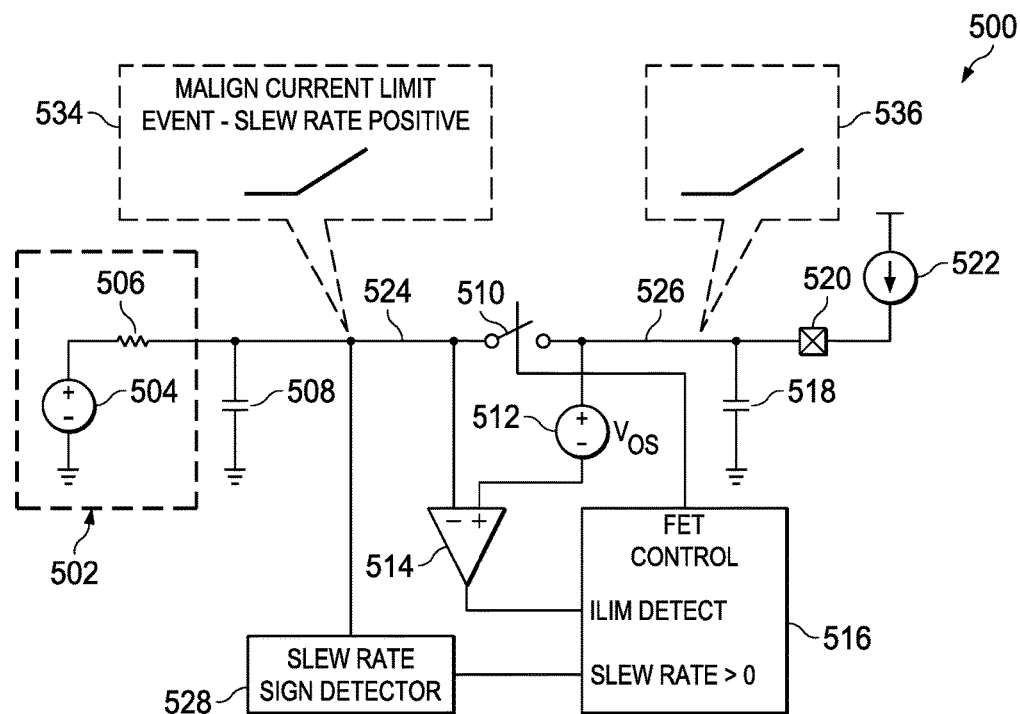 500
534
MALIGN CURRENT LIMIT
EVENT - SLEW RATE POSITIVE
536
522
506
524
510
526
520
504
+
-
508
512
+
-
VOS
518
502
514
- +
FET
CONTROL
ILIM DETECT
SLEW RATE > 0
516
SLEW RATE
SIGN DETECTOR
528